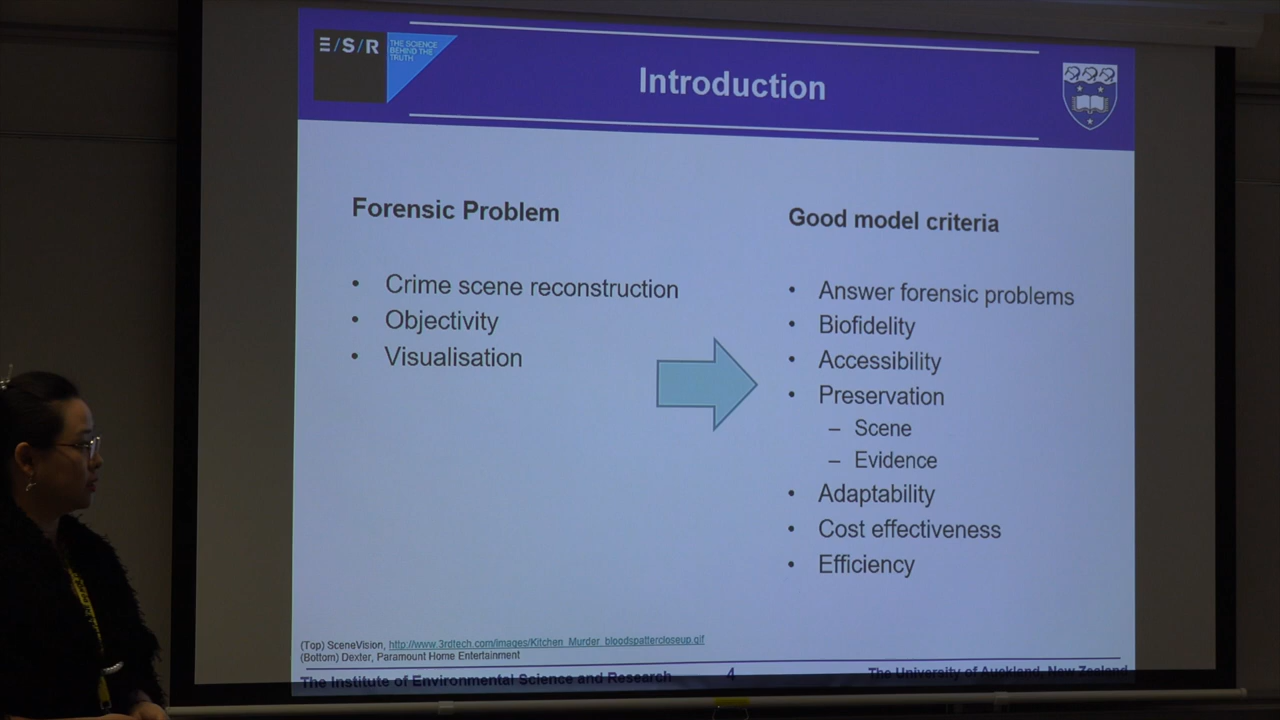 E/S/R
THE SCIENCE
BEHIND THE
TRUTH
Introduction
Forensic Problem
• Crime scene reconstruction
• Objectivity
• Visualisation
Good model criteria
• Answer forensic problems
• Biofidelity
• Accessibility
• Preservation
– Scene
– Evidence
• Adaptability
• Cost effectiveness
• Efficiency
(Top) SceneVision, http://www.3rdtech.com/images/Kitchen_Murder_bloodspattercloseup.gif
(Bottom) Dexter, Paramount Home Entertainment
The Institute of Environmental Science and Research
4
The University of Auckland, New Zealand